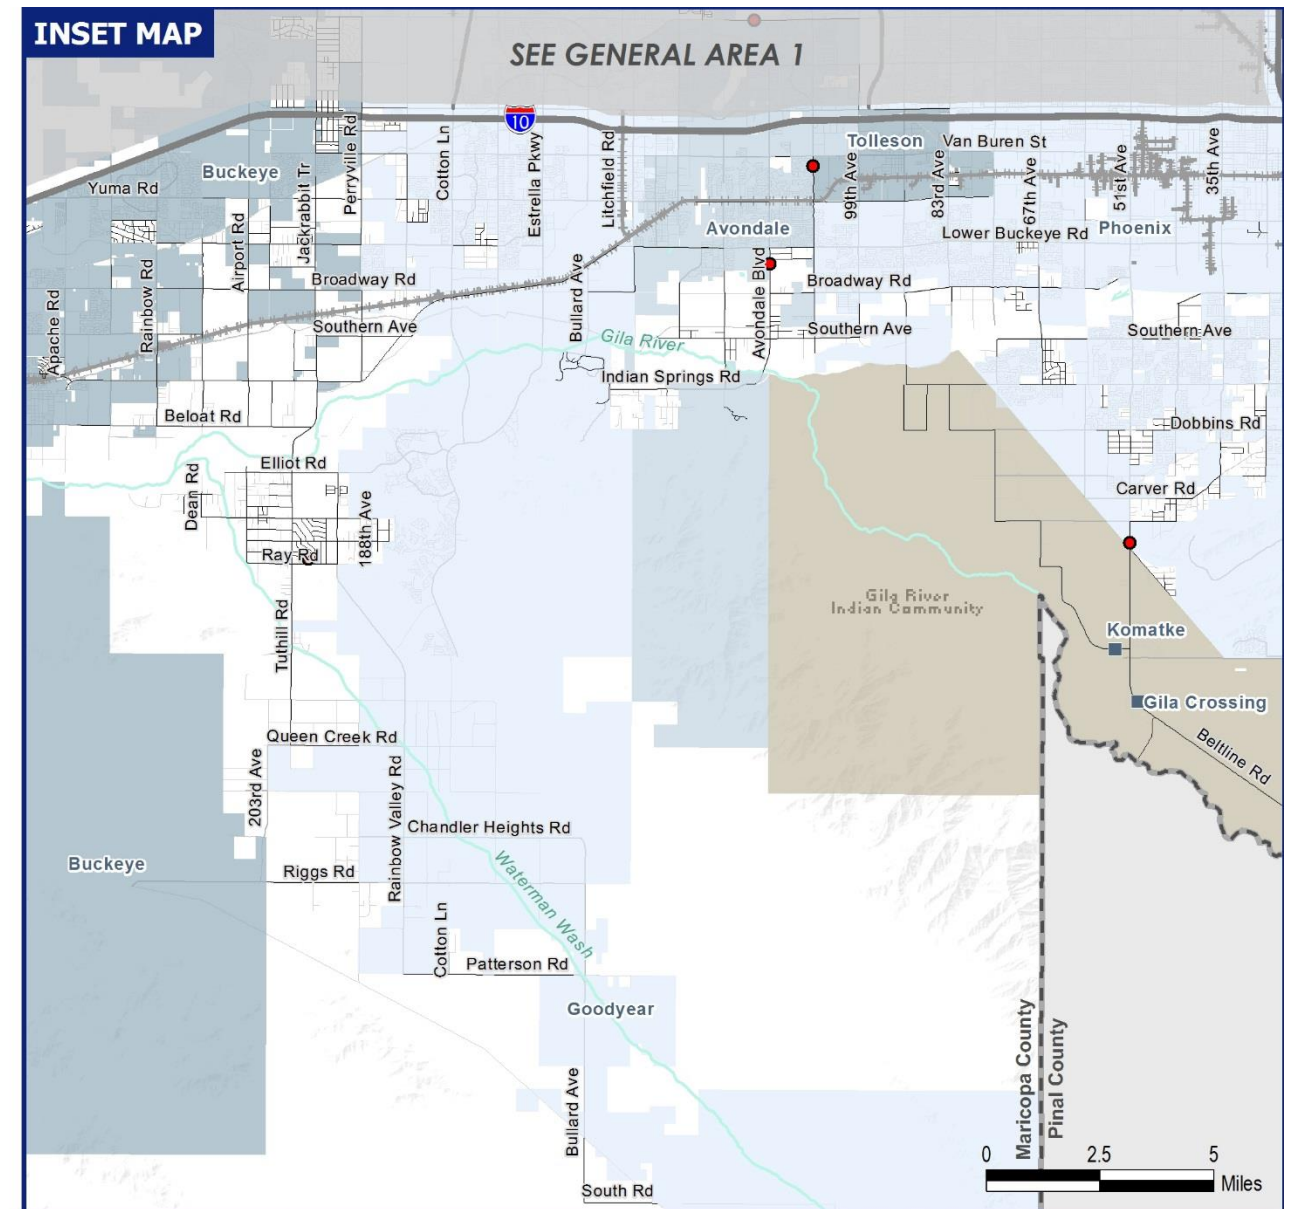 INSET MAP
SEE GENERAL AREA 1
10
Perryville Rd
Cotton Ln
Estrella Pkwy
Litchfield Rd
Tolleson
Van Buren St
99th Ave
83rd Ave
67th Ave
51st Ave
35th Ave
Buckeye
Yuma Rd
Jackrabbit Tr
Airport Rd
Rainbow Rd
Apache Rd
Avondale
Lower Buckeye Rd
Phoenix
Broadway Rd
Bullard Ave
Avondale Blvd
Broadway Rd
Southern Ave
Gila River
Southern Ave
Southern Ave
Indian Springs Rd
Beloat Rd
Dobbins Rd
Elliot Rd
Dean Rd
188th Ave
Carver Rd
Ray Rd
Gila River
Indian Community
Tuthill Rd
Komatke
Gila Crossing
Beltline Rd
Queen Creek Rd
203rd Ave
Rainbow Valley Rd
Chandler Heights Rd
Buckeye
Riggs Rd
Waterman Wash
Cotton Ln
Patterson Rd
Goodyear
Bullard Ave
Maricopa County
Pinal County
South Rd
0 2.5 5
Miles